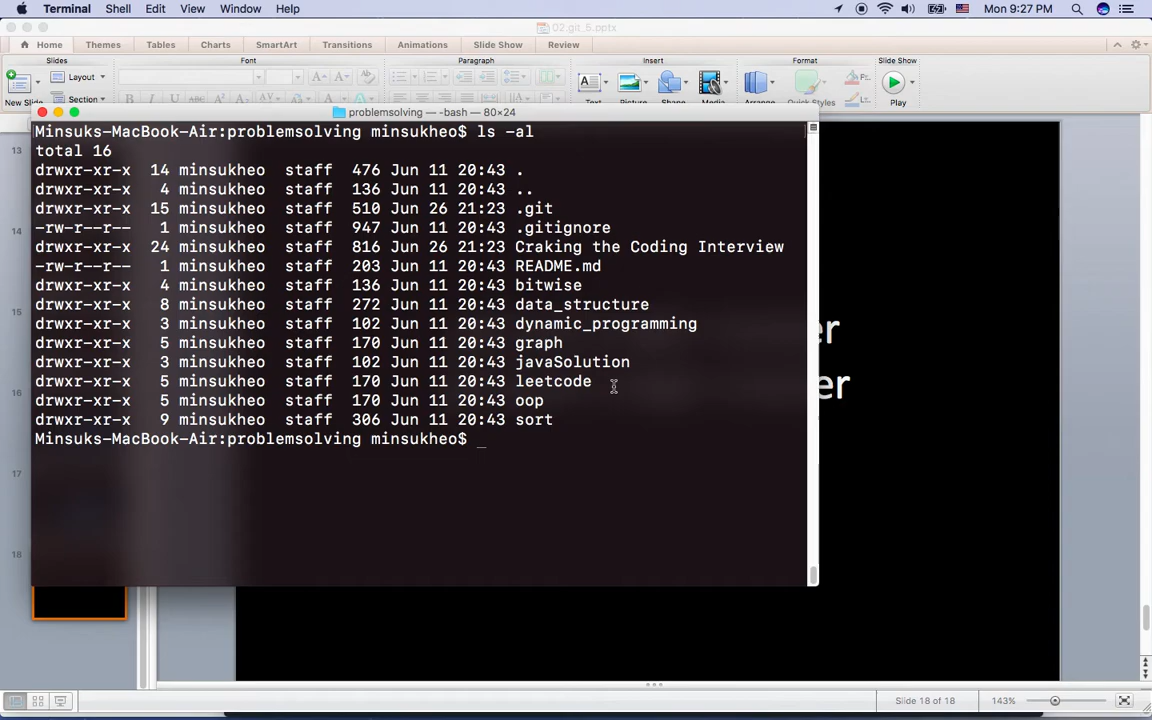 Terminal Shell Edit View Window Help Mon 9:27 PM
02.git_5.pptx
Home Themes Tables Charts SmartArt Transitions Animations Slide Show Review
Slides Font Paragraph Insert Format Slide Show
Layout
New Slide Section Text Picture Shape Media Arrange Quick Styles Play
problemsolving — -bash — 80×24
Minsuks-MacBook-Air:problemsolving minsukheo$ ls -al
total 16
drwxr-xr-x 14 minsukheo staff 476 Jun 11 20:43 .
drwxr-xr-x 4 minsukheo staff 136 Jun 11 20:43 ..
drwxr-xr-x 15 minsukheo staff 510 Jun 26 21:23 .git
-rw-r--r-- 1 minsukheo staff 947 Jun 11 20:43 .gitignore
drwxr-xr-x 24 minsukheo staff 816 Jun 26 21:23 Craking the Coding Interview
-rw-r--r-- 1 minsukheo staff 203 Jun 11 20:43 README.md
drwxr-xr-x 4 minsukheo staff 136 Jun 11 20:43 bitwise
drwxr-xr-x 8 minsukheo staff 272 Jun 11 20:43 data_structure
drwxr-xr-x 3 minsukheo staff 102 Jun 11 20:43 dynamic_programming
drwxr-xr-x 5 minsukheo staff 170 Jun 11 20:43 graph
drwxr-xr-x 3 minsukheo staff 102 Jun 11 20:43 javaSolution
drwxr-xr-x 5 minsukheo staff 170 Jun 11 20:43 leetcode
drwxr-xr-x 5 minsukheo staff 170 Jun 11 20:43 oop
drwxr-xr-x 9 minsukheo staff 306 Jun 11 20:43 sort
Minsuks-MacBook-Air:problemsolving minsukheo$ _
13
14
15
16
17
18
er
er
Slide 18 of 18 143%